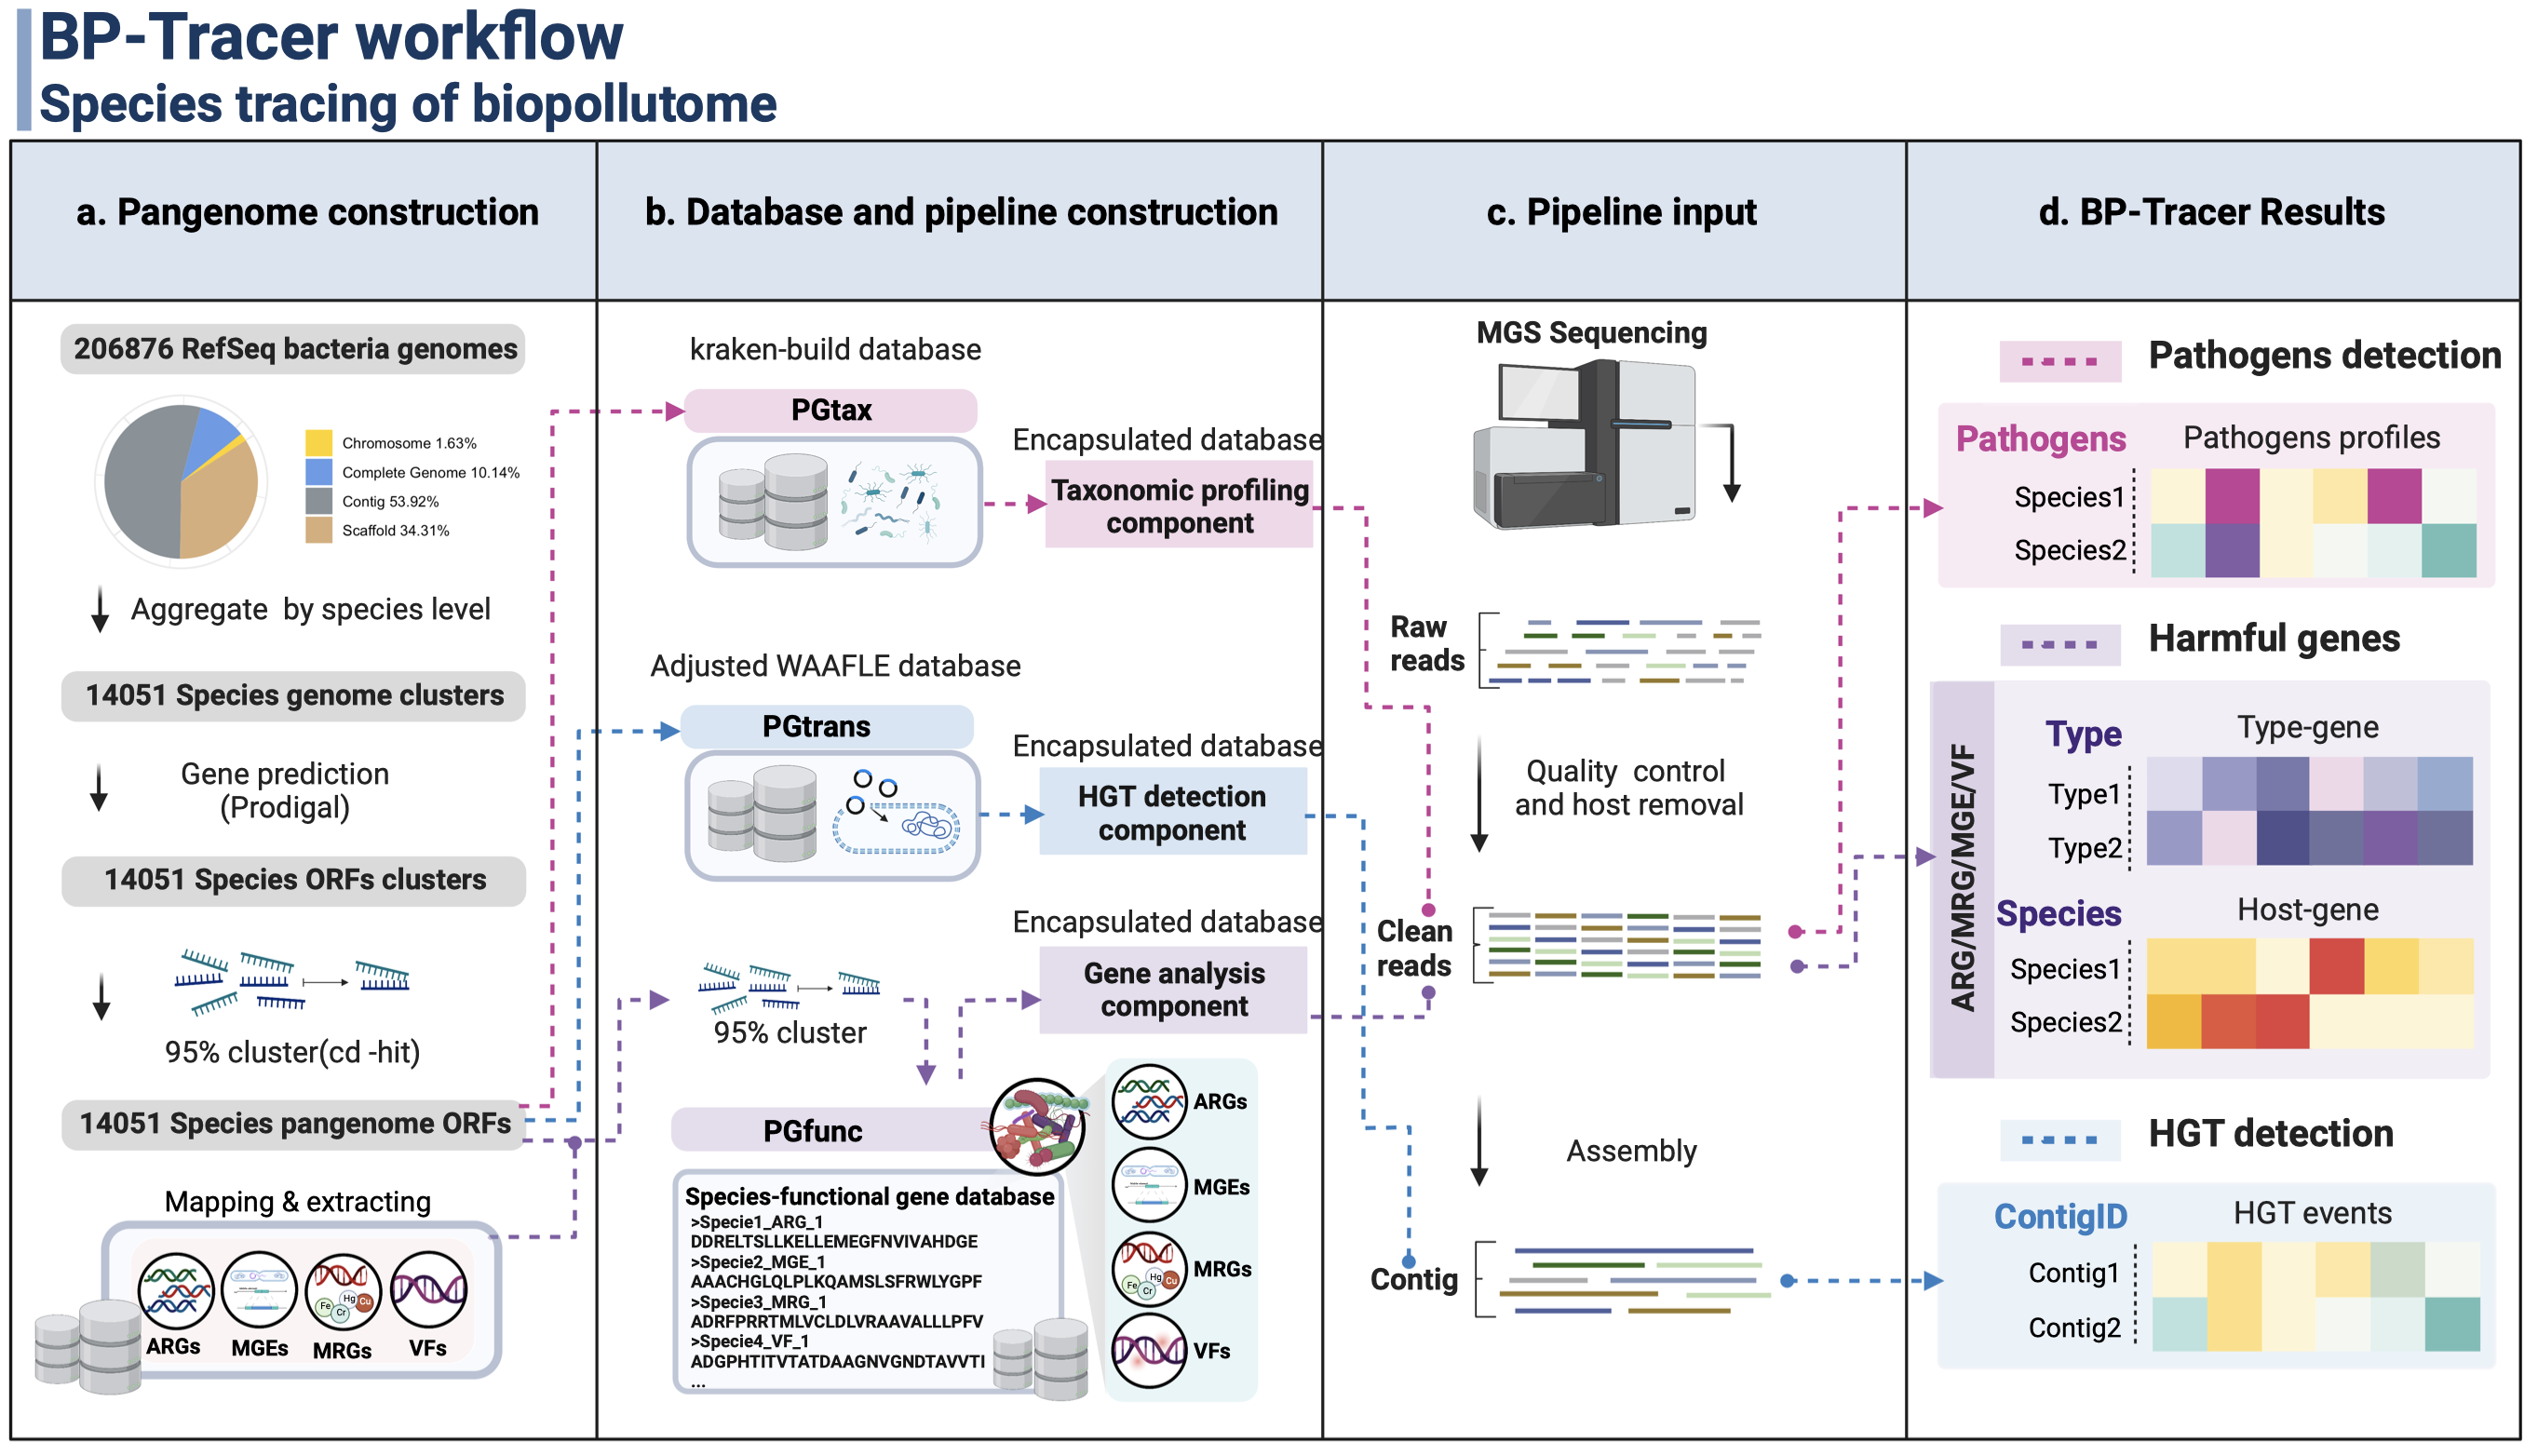 BP-Tracer workflow
Species tracing of biopollutome
a. Pangenome construction
b. Database and pipeline construction
c. Pipeline input
d. BP-Tracer Results
206876 RefSeq bacteria genomes
Chromosome 1.63%
Complete Genome 10.14%
Contig 53.92%
Scaffold 34.31%
Aggregate by species level
14051 Species genome clusters
Gene prediction
(Prodigal)
14051 Species ORFs clusters
95% cluster(cd -hit)
14051 Species pangenome ORFs
Mapping & extracting
Fe
Cr
Hg
Cu
ARGs
MGEs
MRGs
VFs
kraken-build database
PGtax
Encapsulated database
Taxonomic profiling
component
Adjusted WAAFLE database
PGtrans
Encapsulated database
HGT detection
component
Encapsulated database
Gene analysis
component
95% cluster
PGfunc
Species-functional gene database
>Specie1_ARG_1
DDRELTSLLKELLEMEGFNVIVAHDGE
>Specie2_MGE_1
AAACHGLQLPLKQAMSLSFRWLYGPF
>Specie3_MRG_1
ADRFPRRTMLVCLDLVRAAVALLLPFV
>Specie4_VF_1
ADGPHTITVTATDAAGNVGNDTAVVTI
...
ARGs
MGEs
Fe
Cr
Hg
Cu
MRGs
VFs
MGS Sequencing
Raw
reads
Quality control
and host removal
Clean
reads
Assembly
Contig
Pathogens detection
Pathogens
Pathogens profiles
Species1
Species2
Harmful genes
ARG/MRG/MGE/VF
Type
Type-gene
Type1
Type2
Species
Host-gene
Species1
Species2
HGT detection
ContigID
HGT events
Contig1
Contig2